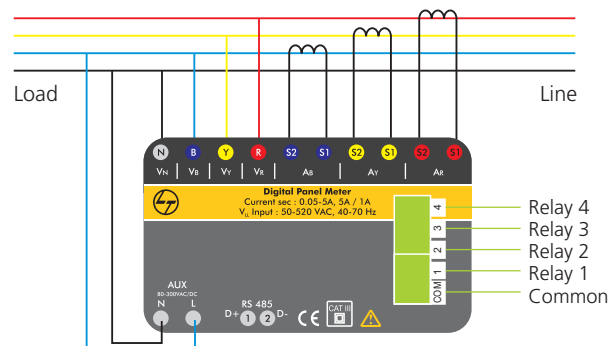 Load
Line
N B Y R S2 S1 S2 S1 S2 S1
VN VB VY VR AB AY AR
Digital Panel Meter
Current sec : 0.05-5A, 5A / 1A
VLL Input : 50-520 VAC, 40-70 Hz
4
3
2
1
COM
Relay 4
Relay 3
Relay 2
Relay 1
Common
AUX
80-300VAC/DC
N L
RS 485
D+ 1 2 D-
CE
CAT III